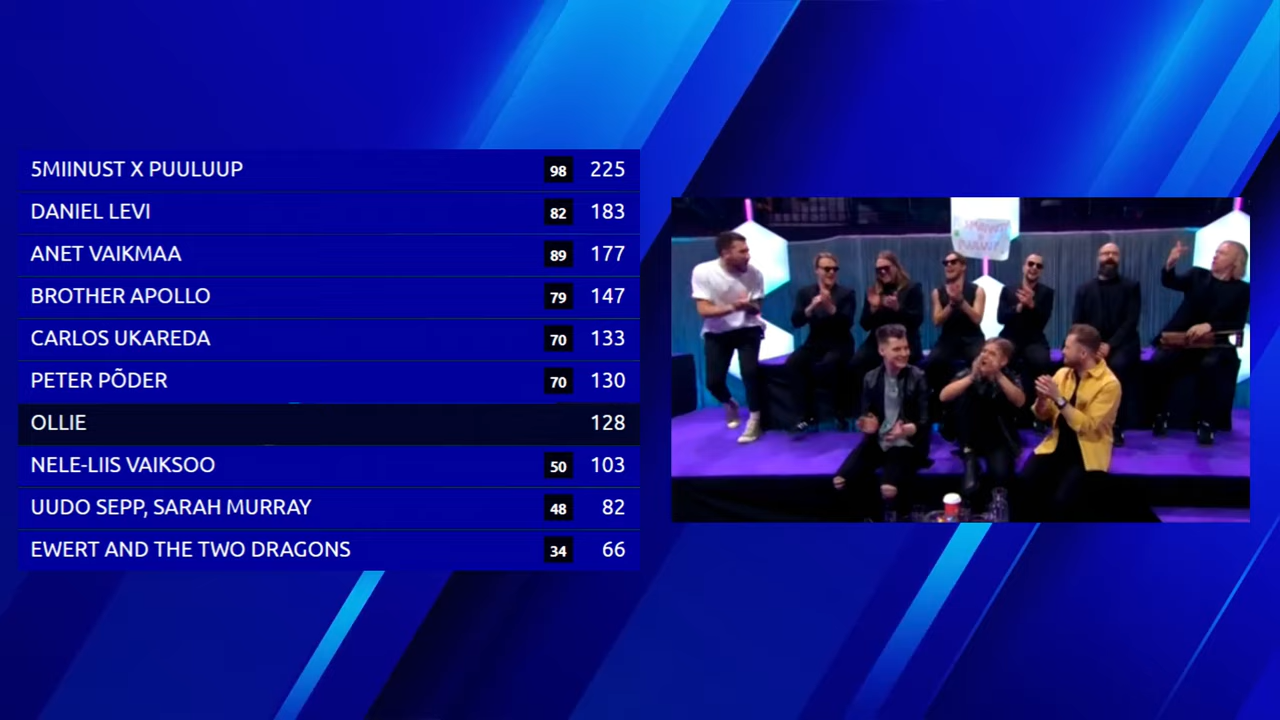 5MIINUST X PUULUUP 98 225
DANIEL LEVI 82 183
ANET VAIKMAA 89 177
BROTHER APOLLO 79 147
CARLOS UKAREDA 70 133
PETER PÕDER 70 130
OLLIE 128
NELE-LIIS VAIKSOO 50 103
UUDO SEPP, SARAH MURRAY 48 82
EWERT AND THE TWO DRAGONS 34 66